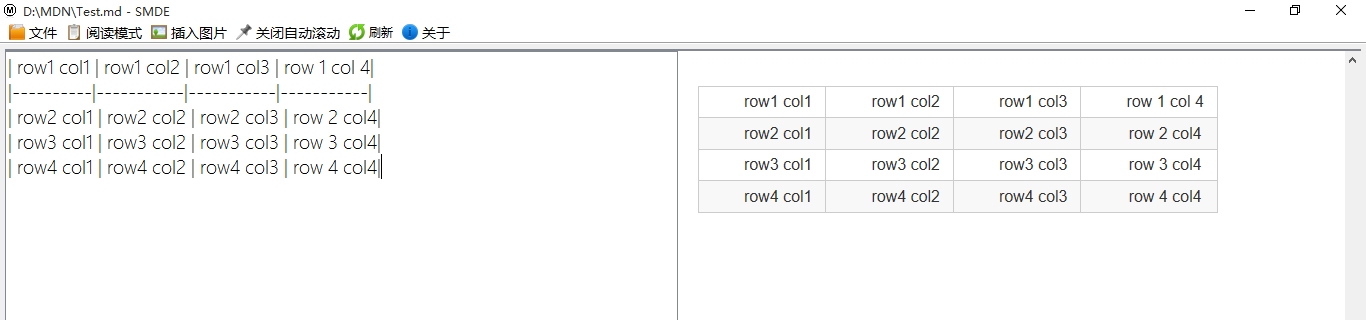 D:\MDN\Test.md - SMDE
文件 阅读模式 插入图片 关闭自动滚动 刷新 关于
| row1 col1 | row1 col2 | row1 col3 | row 1 col 4|
|----------|-----------|-----------|-----------|
| row2 col1 | row2 col2 | row2 col3 | row 2 col4|
| row3 col1 | row3 col2 | row3 col3 | row 3 col4|
| row4 col1 | row4 col2 | row4 col3 | row 4 col4|
row1 col1 row1 col2 row1 col3 row 1 col 4
row2 col1 row2 col2 row2 col3 row 2 col4
row3 col1 row3 col2 row3 col3 row 3 col4
row4 col1 row4 col2 row4 col3 row 4 col4